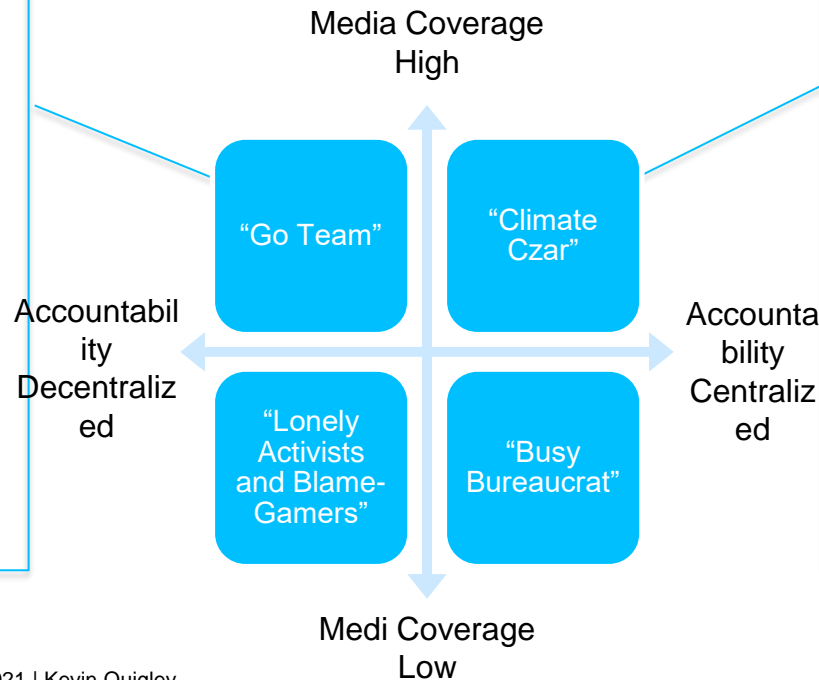 Media Coverage
High
“Go Team”
“Climate
Czar”
Accountabil
ity
Decentraliz
ed
Accounta
bility
Centraliz
ed
“Lonely
Activists
and Blame-
Gamers”
“Busy
Bureaucrat”
Medi Coverage
Low
21 | Kevin Quigley